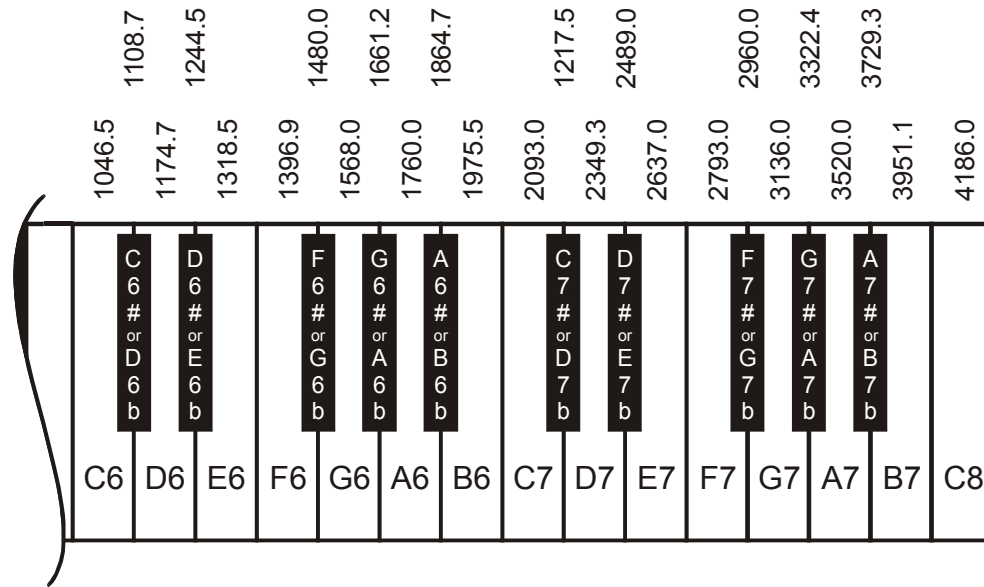 1108.7 1244.5 1480.0 1661.2 1864.7 1217.5 2489.0 2960.0 3322.4 3729.3
1046.5 1174.7 1318.5 1396.9 1568.0 1760.0 1975.5 2093.0 2349.3 2637.0 2793.0 3136.0 3520.0 3951.1 4186.0
C6# or D6b
D6# or E6b
F6# or G6b
G6# or A6b
A6# or B6b
C7# or D7b
D7# or E7b
F7# or G7b
G7# or A7b
A7# or B7b
C6 D6 E6 F6 G6 A6 B6 C7 D7 E7 F7 G7 A7 B7 C8